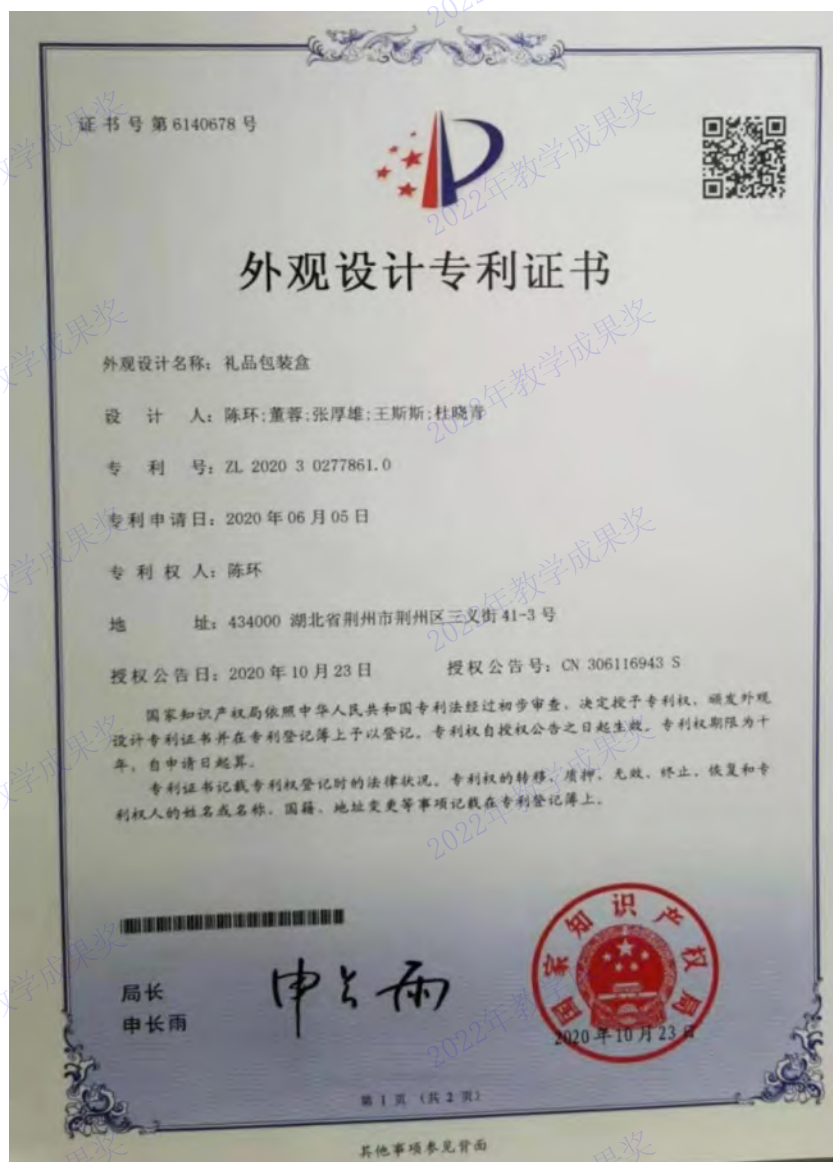 证书号第6140678号
外观设计专利证书
外观设计名称：礼品包装盒
设计人：陈环;董蓉;张厚雄;王斯斯;杜晓青
专利号：ZL 2020 3 0277861.0
专利申请日：2020年06月05日
专利权人：陈环
地址：434000 湖北省荆州市荆州区三义街41-3号
授权公告日：2020年10月23日 授权公告号：CN 306116943 S
国家知识产权局依照中华人民共和国专利法经过初步审查，决定授予专利权，颁发外观
设计专利证书并在专利登记簿上予以登记。专利权自授权公告之日起生效。专利权期限为十
年，自申请日起算。
专利证书记载专利权登记时的法律状况。专利权的转移、质押、无效、终止、恢复和专
利权人的姓名或名称、国籍、地址变更等事项记载在专利登记簿上。
局长
申长雨
申长雨
国家知识产权局
2020年10月23日
第1页（共2页）
其他事项参见背面
2022年教学成果奖